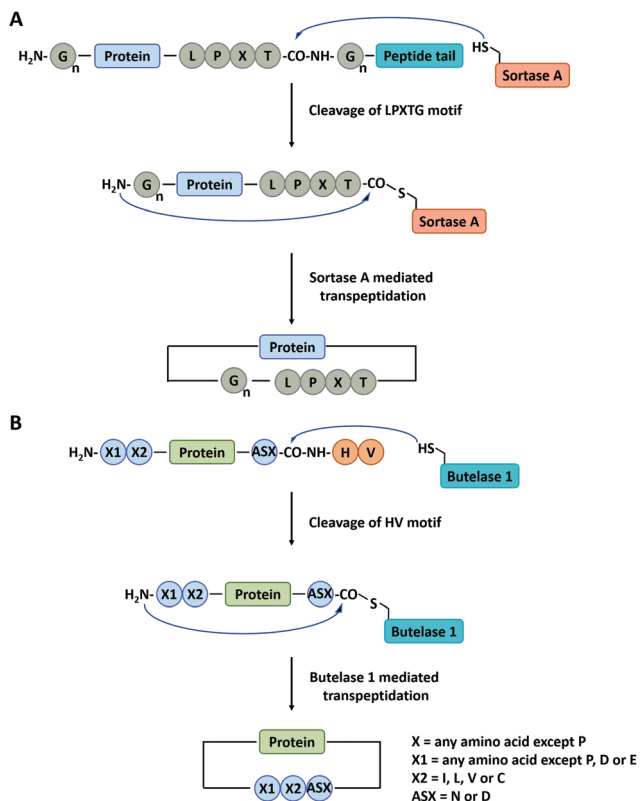 A
H₂N- G n Protein L P X T -CO-NH- G n Peptide tail HS Sortase A
Cleavage of LPXTG motif
H₂N- G n Protein L P X T -CO S Sortase A
Sortase A mediated
transpeptidation
Protein
G n L P X T
B
H₂N- X1 X2 Protein ASX -CO-NH- H V HS Butelase 1
Cleavage of HV motif
H₂N- X1 X2 Protein ASX -CO S Butelase 1
Butelase 1 mediated
transpeptidation
Protein
X1 X2 ASX
X = any amino acid except P
X1 = any amino acid except P, D or E
X2 = I, L, V or C
ASX = N or D